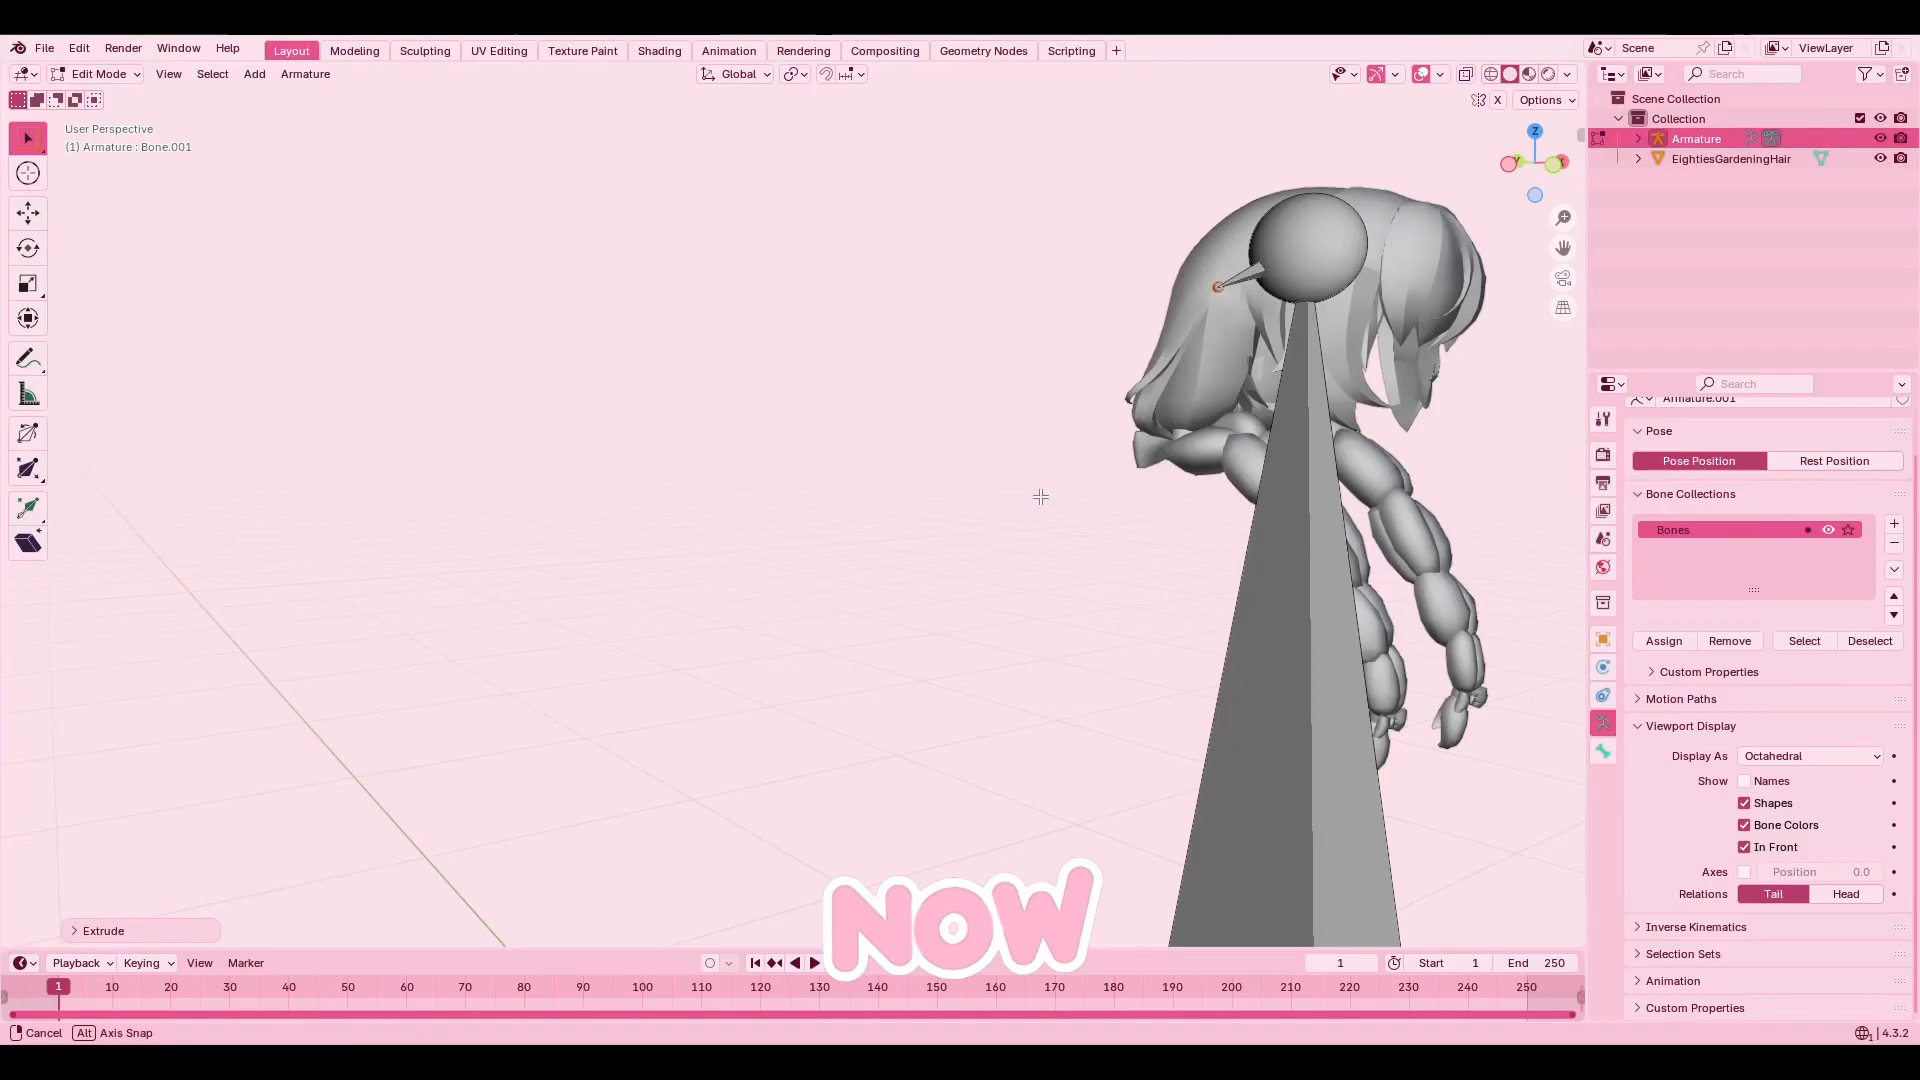 File Edit Render Window Help Layout Modeling Sculpting UV Editing Texture Paint Shading Animation Rendering Compositing Geometry Nodes Scripting + Scene ViewLayer
Edit Mode View Select Add Armature Global Search
X Options
Scene Collection
Collection
Armature
EightiesGardeningHair
User Perspective
(1) Armature : Bone.001
Z
Search
Armature.001
Pose
Pose Position Rest Position
Bone Collections
Bones
Assign Remove Select Deselect
Custom Properties
Motion Paths
Viewport Display
Display As Octahedral
Show Names
Shapes
Bone Colors
In Front
Axes Position 0.0
Relations Tail Head
Inverse Kinematics
Selection Sets
Animation
Custom Properties
NOW
Extrude
Playback Keying View Marker 1 Start 1 End 250
1 10 20 30 40 50 60 70 80 90 100 110 120 130 140 150 160 170 180 190 200 210 220 230 240 250
Cancel Alt Axis Snap 4.3.2